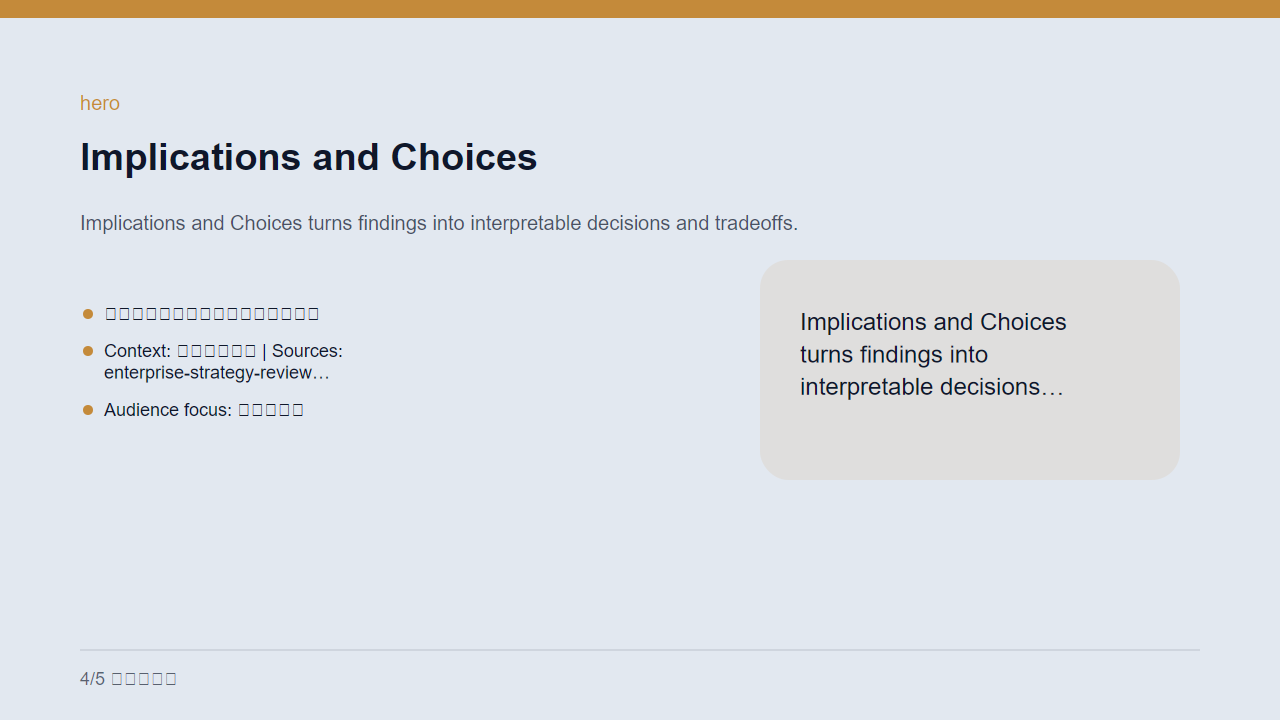 hero
Implications and Choices
Implications and Choices turns findings into interpretable decisions and tradeoffs.
Context: | Sources:
enterprise-strategy-review…
Audience focus:
Implications and Choices
turns findings into
interpretable decisions…
4/5